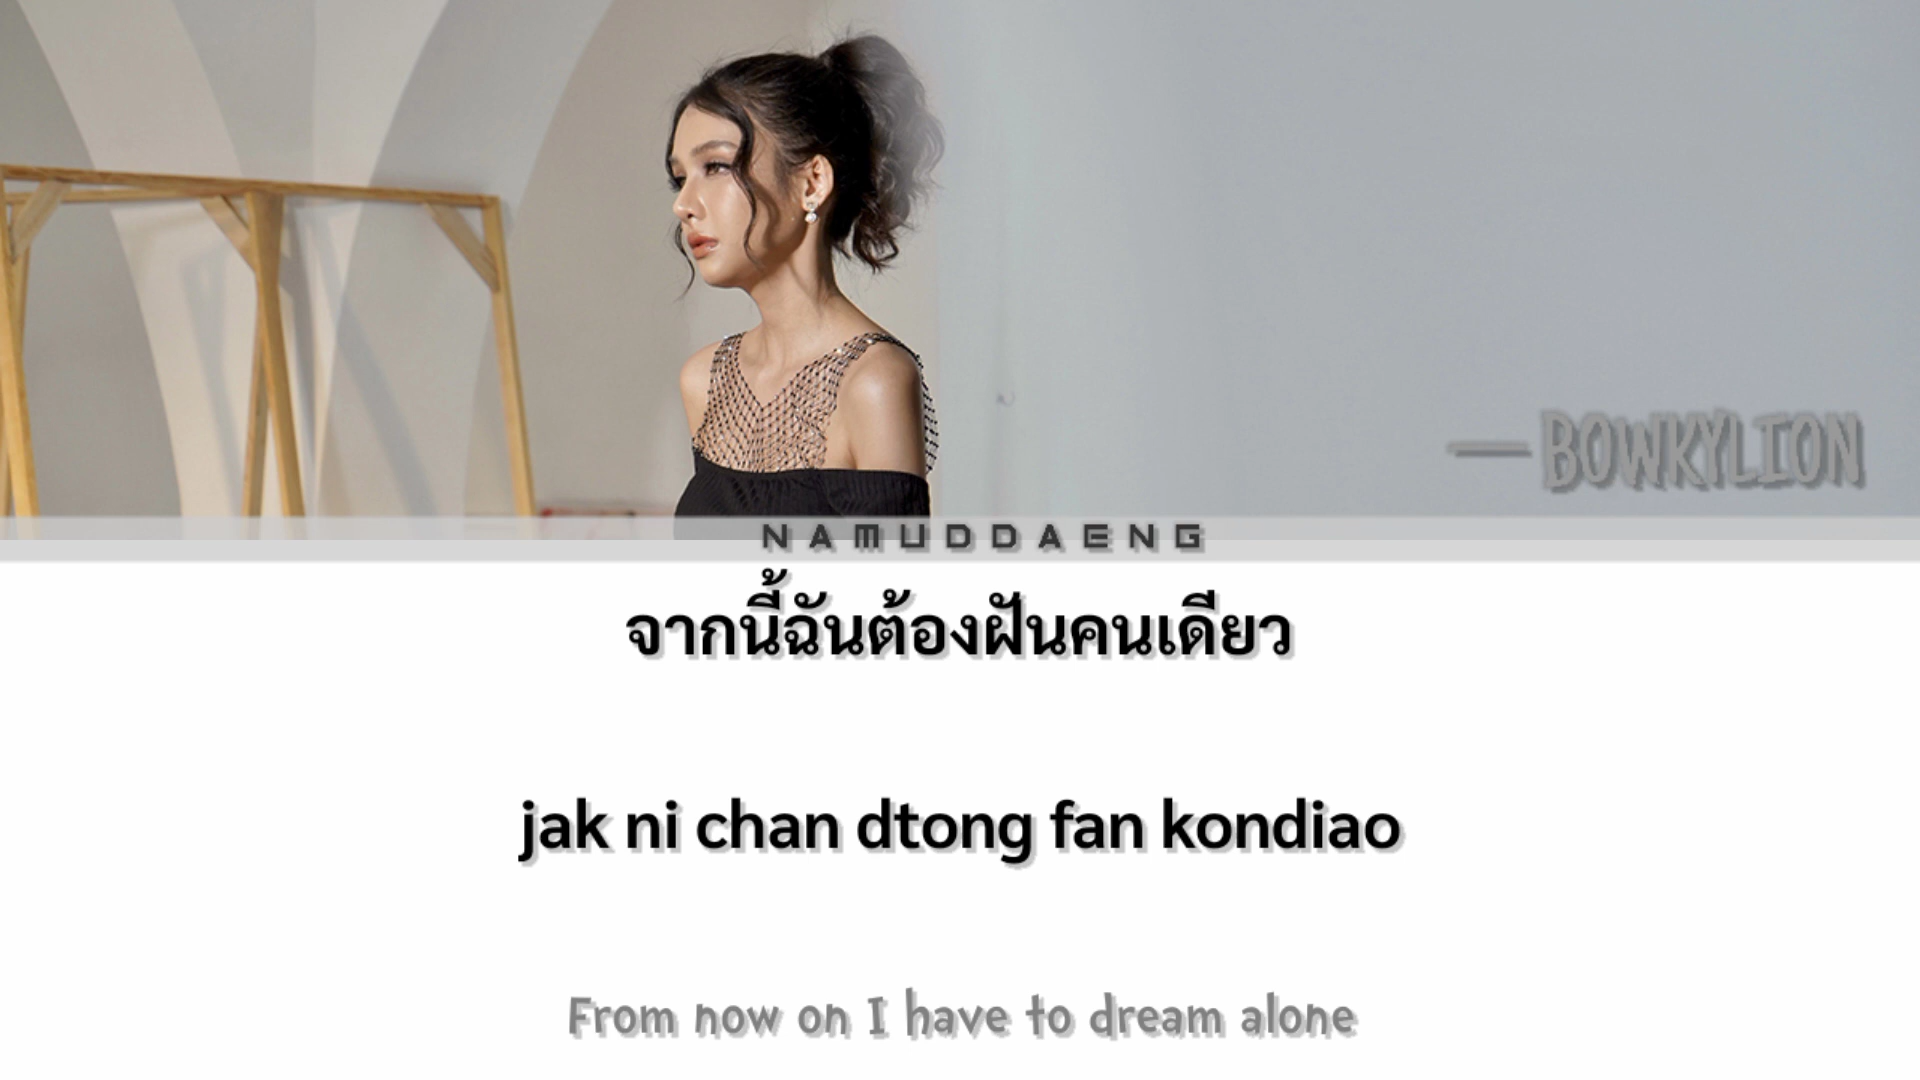 — BOWKYLION
NAMUDDAENG
จากนี้ฉันต้องฝันคนเดียว
jak ni chan dtong fan kondiao
From now on I have to dream alone